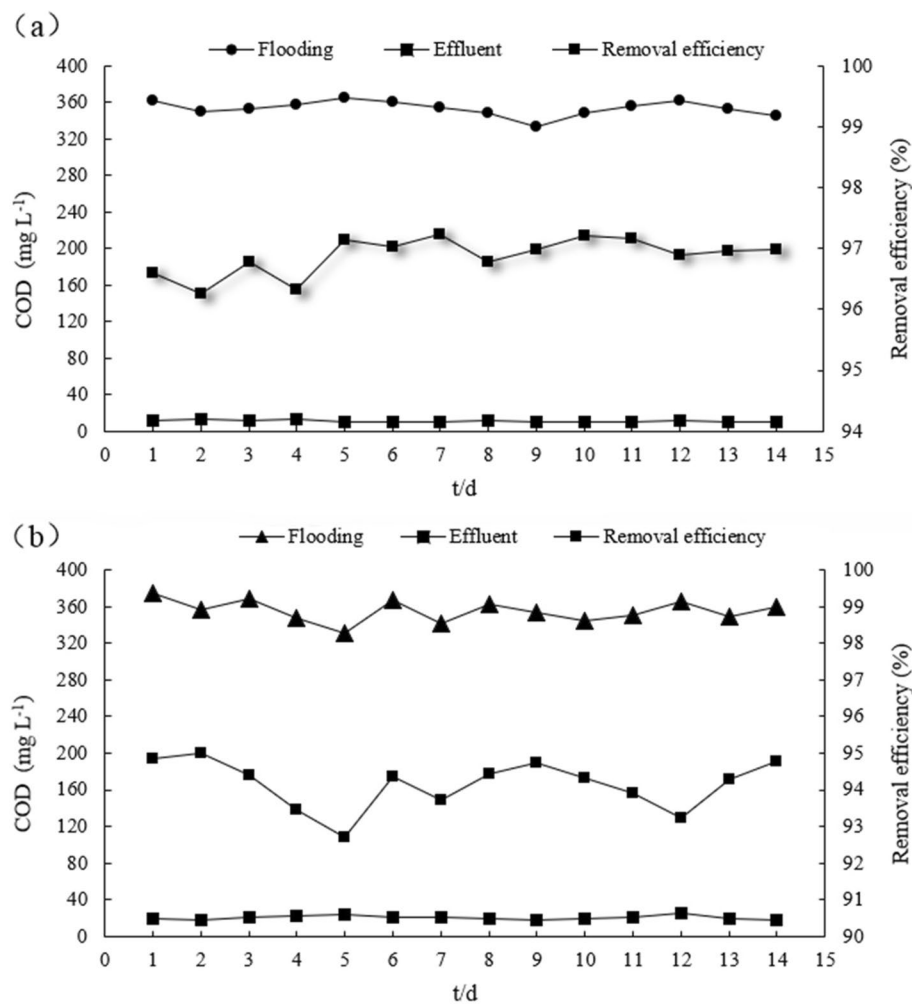 （a）
Flooding Effluent Removal efficiency
400 100
360
99
320
280 98
240
200 97
160
96
120
80 95
40
0 94
0 1 2 3 4 5 6 7 8 9 10 11 12 13 14 15
t/d
COD (mg L-1)
Removal efficiency (%)
（b）
Flooding Effluent Removal efficiency
400 100
360 99
320 98
280 97
240 96
200 95
160 94
120 93
80 92
40 91
0 90
0 1 2 3 4 5 6 7 8 9 10 11 12 13 14 15
t/d
COD (mg L-1)
Removal efficiency (%)